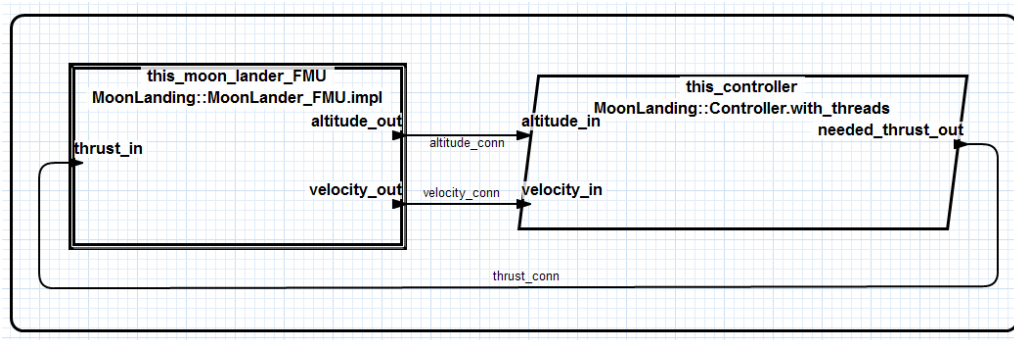 this_moon_lander_FMU
MoonLanding::MoonLander_FMU.impl
altitude_out
thrust_in
velocity_out
altitude_conn
velocity_conn
this_controller
MoonLanding::Controller.with_threads
altitude_in
needed_thrust_out
velocity_in
thrust_conn